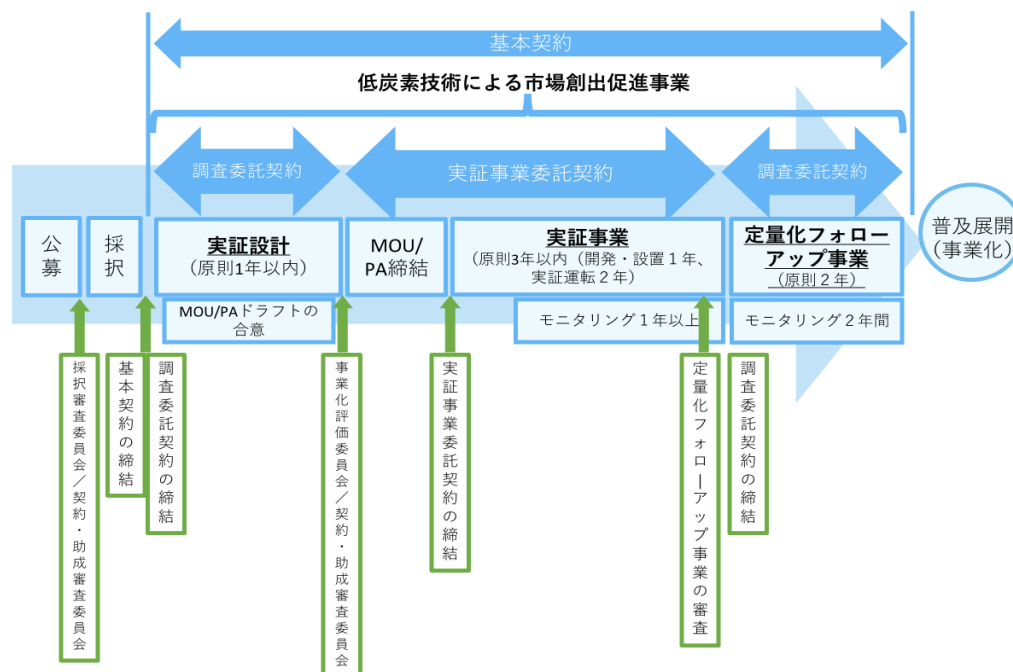 基本契約
低炭素技術による市場創出促進事業
調査委託契約
実証事業委託契約
調査委託契約
公募
採択
実証設計
(原則1年以内)
MOU/
PA締結
実証事業
(原則3年以内（開発・設置１年、
実証運転２年）
定量化フォロー
アップ事業
（原則２年）
普及展開
(事業化)
MOU/PAドラフトの
合意
モニタリング１年以上
モニタリング２年間
採択審査委員会／契約・助成審査委員会
基本契約の締結
調査委託契約の締結
事業化評価委員会／契約・助成審査委員会
実証事業委託契約の締結
定量化フォローアップ事業の審査
調査委託契約の締結